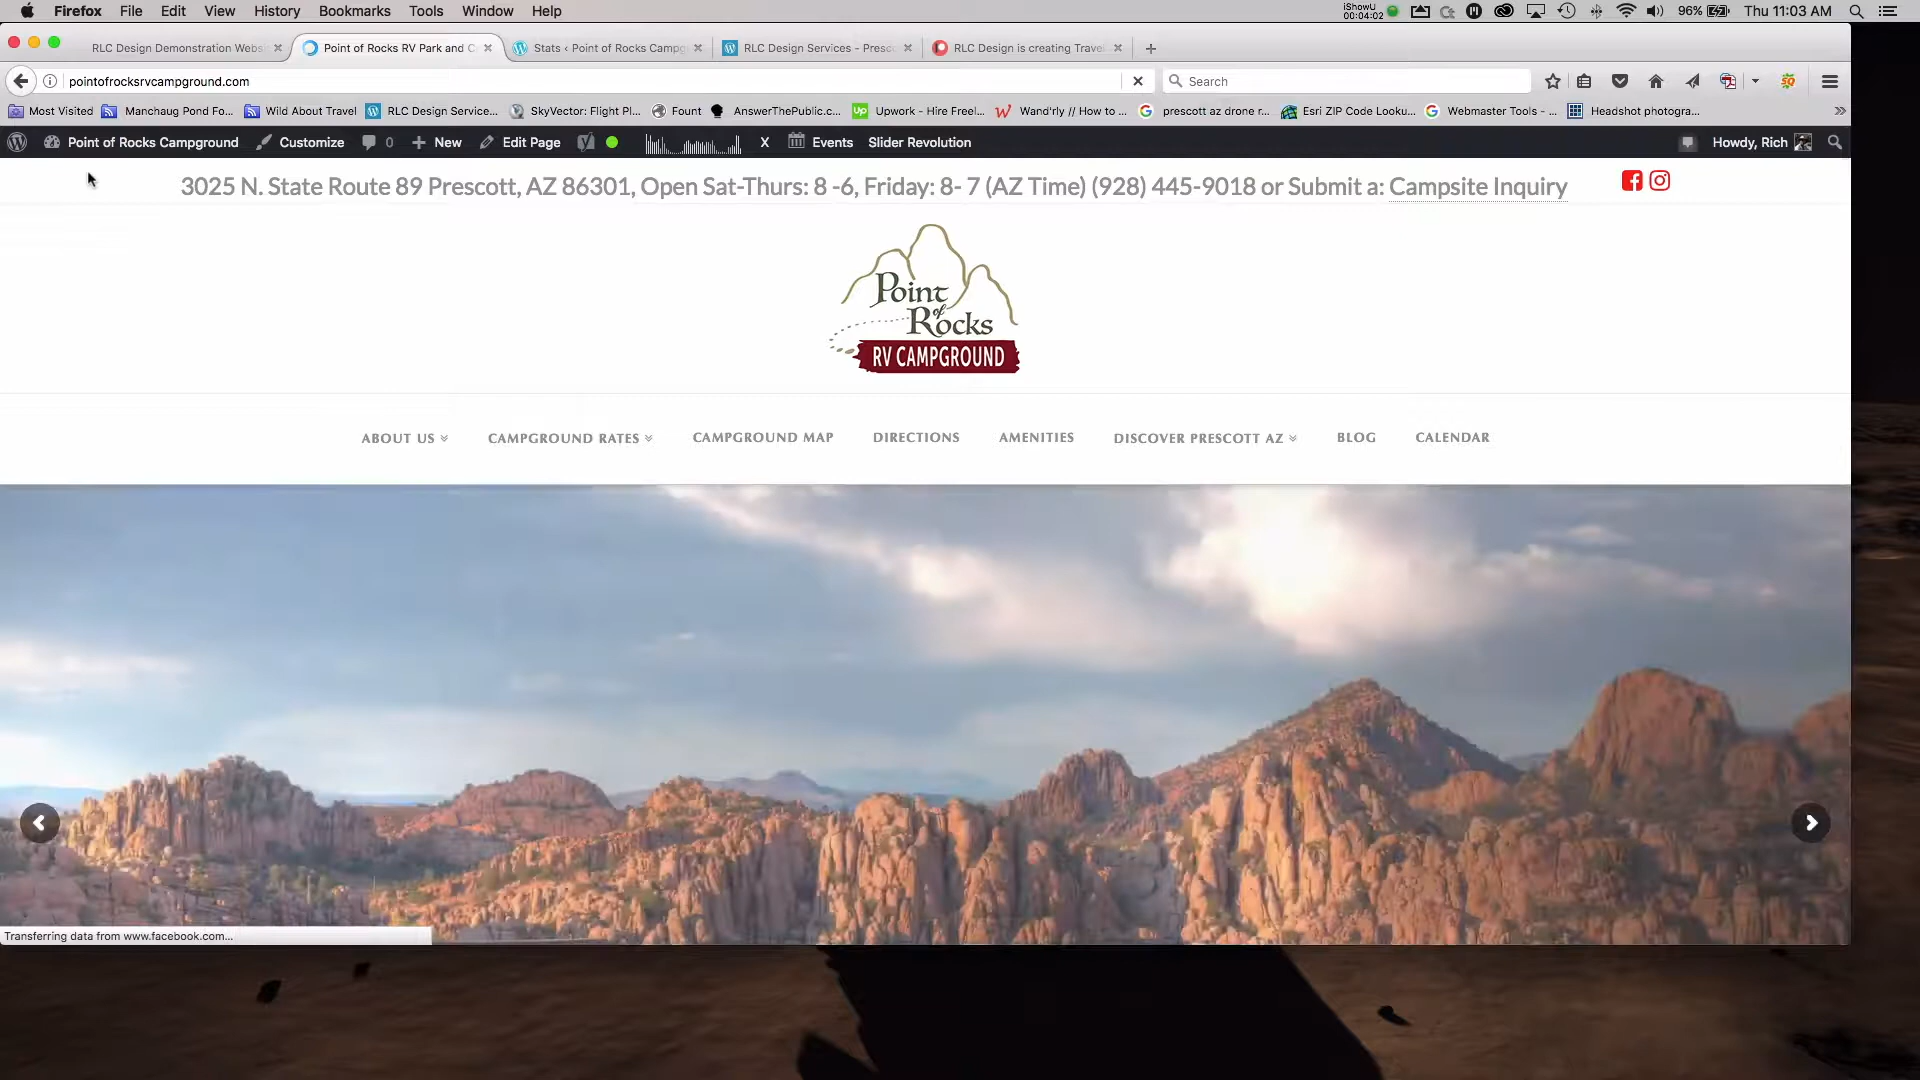 Firefox File Edit View History Bookmarks Tools Window Help iShowU 00:04:02 96% Thu 11:03 AM
RLC Design Demonstration Webs Point of Rocks RV Park and C Stats ‹ Point of Rocks Campg RLC Design Services - Presc RLC Design is creating Trave
pointofrocksrvcampground.com Search
Most Visited Manchaug Pond Fo... Wild About Travel RLC Design Service... SkyVector: Flight Pl... Fount AnswerThePublic.c... Up Upwork - Hire Freel... Wand'rly // How to ... prescott az drone r... Esri ZIP Code Looku... Webmaster Tools - ... Headshot photogra...
Point of Rocks Campground Customize 0 New Edit Page X Events Slider Revolution Howdy, Rich
3025 N. State Route 89 Prescott, AZ 86301, Open Sat-Thurs: 8 -6, Friday: 8- 7 (AZ Time) (928) 445-9018 or Submit a: Campsite Inquiry
Point
of
Rocks
RV CAMPGROUND
ABOUT US CAMPGROUND RATES CAMPGROUND MAP DIRECTIONS AMENITIES DISCOVER PRESCOTT AZ BLOG CALENDAR
Transferring data from www.facebook.com...